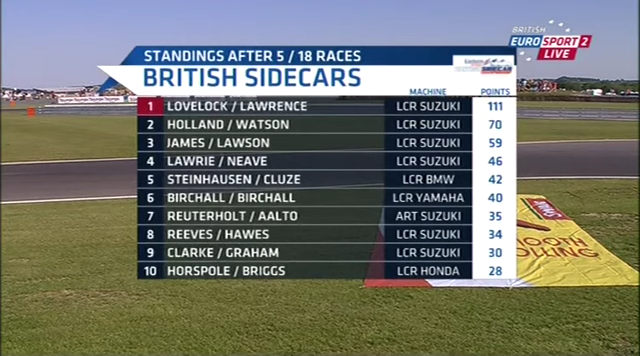 BRITISH
EUROSPORT 2
LIVE
STANDINGS AFTER 5 / 18 RACES
BRITISH SIDECARS
SIDECAR
MACHINE POINTS
1 LOVELOCK / LAWRENCE LCR SUZUKI 111
2 HOLLAND / WATSON LCR SUZUKI 70
3 JAMES / LAWSON LCR SUZUKI 59
4 LAWRIE / NEAVE LCR SUZUKI 46
5 STEINHAUSEN / CLUZE LCR BMW 42
6 BIRCHALL / BIRCHALL LCR YAMAHA 40
7 REUTERHOLT / AALTO ART SUZUKI 35
8 REEVES / HAWES LCR SUZUKI 34
9 CLARKE / GRAHAM LCR SUZUKI 30
10 HORSPOLE / BRIGGS LCR HONDA 28